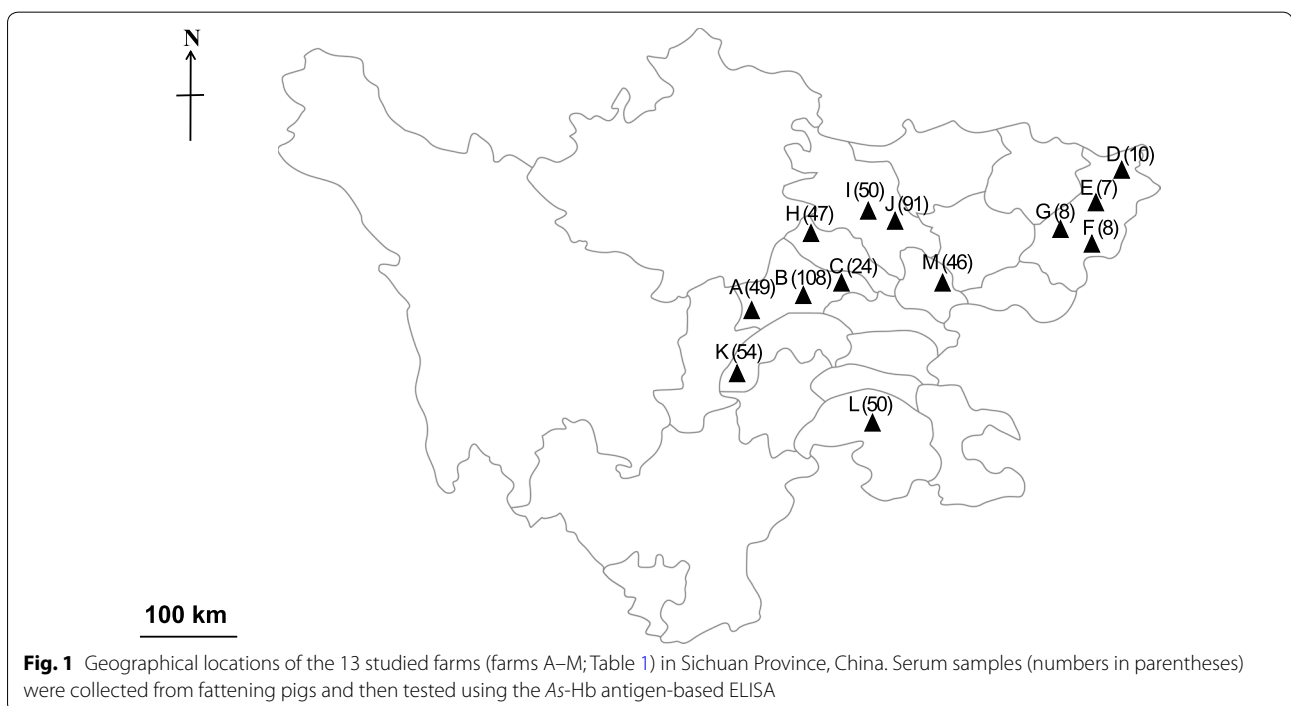 N
D (10)
E (7)
I (50)
J (91)
G (8)
H (47)
F (8)
M (46)
C (24)
B (108)
A (49)
K (54)
L (50)
100 km
Fig. 1 Geographical locations of the 13 studied farms (farms A–M; Table 1) in Sichuan Province, China. Serum samples (numbers in parentheses)
were collected from fattening pigs and then tested using the As-Hb antigen-based ELISA